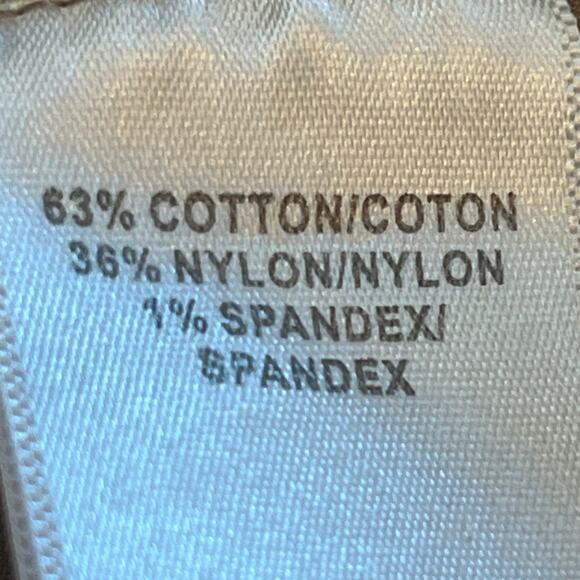 63% COTTON/COTON
36% NYLON/NYLON
1% SPANDEX/
SPANDEX